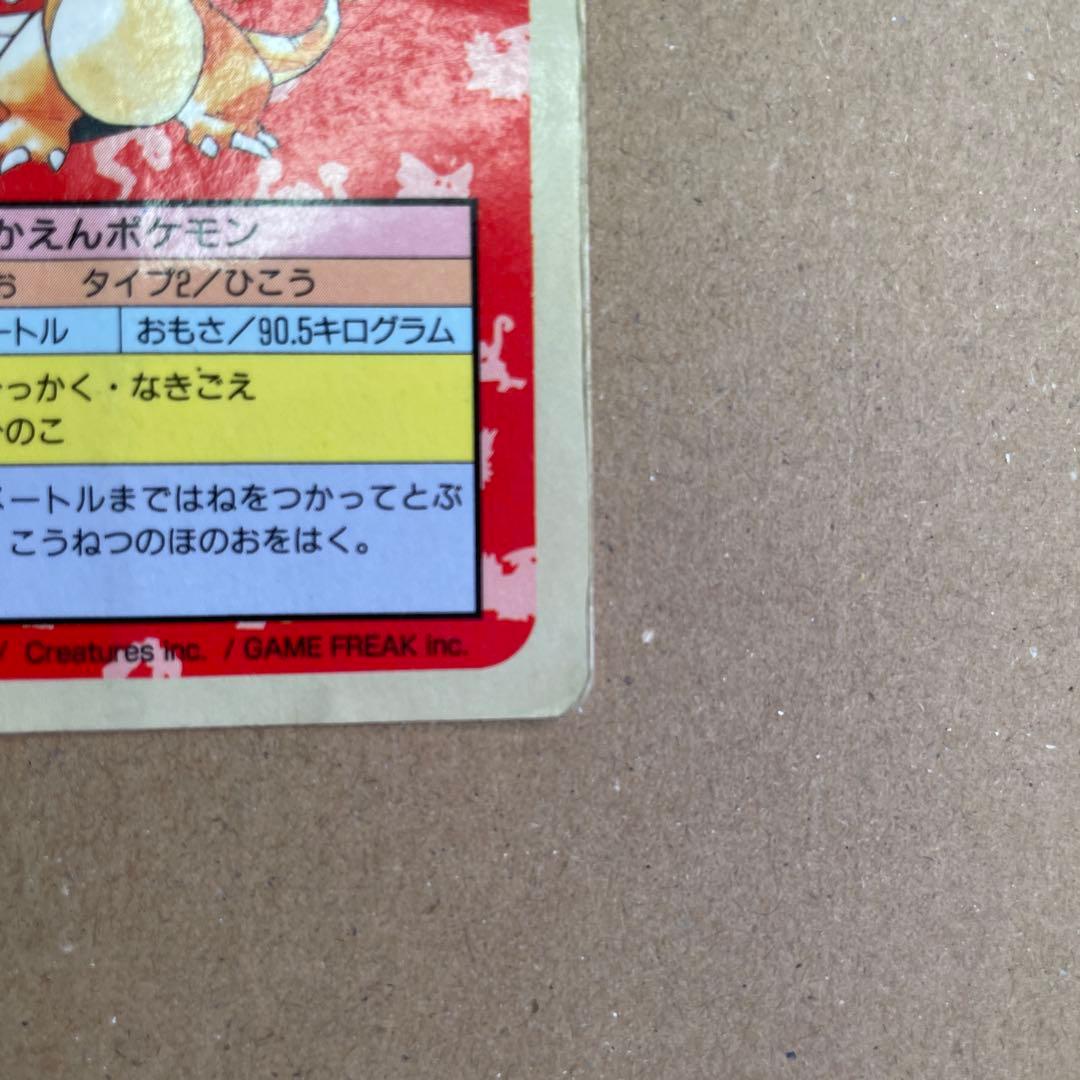 かえんポケモン
お タイプ2／ひこう
ートル おもさ／90.5キログラム
っかく・なきごえ
のこ
ートルまではねをつかってとぶ
こうねつのほのおをはく。
/ Creatures inc. / GAME FREAK inc.